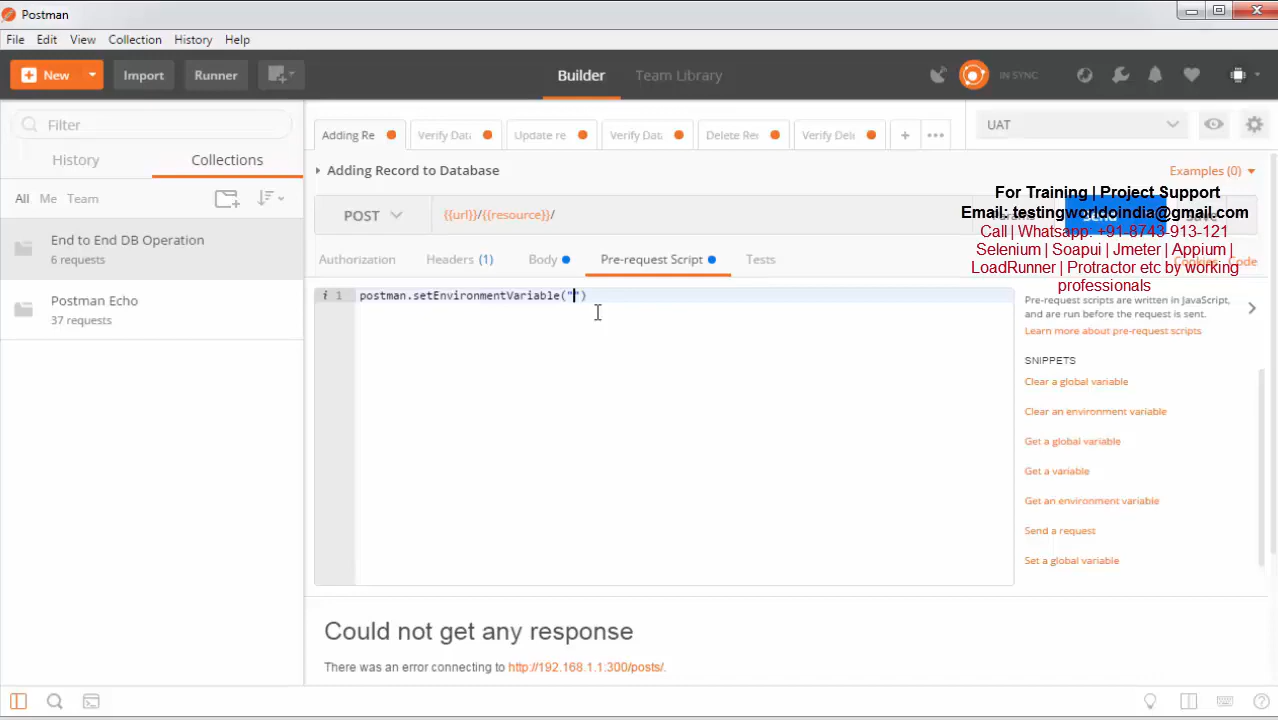 Postman
File Edit View Collection History Help
New Import Runner Builder Team Library IN SYNC
Filter
History Collections
All Me Team
End to End DB Operation
6 requests
Postman Echo
37 requests
Adding Re Verify Data Update re Verify Dat Delete Re Verify Del + ••• UAT
Adding Record to Database Examples (0)
POST {{url}}/{{resource}}/ Send Save
Authorization Headers (1) Body Pre-request Script Tests Cookies Code
For Training | Project Support
Email: testingworldoindia@gmail.com
Call | Whatsapp: +91-8743-913-121
Selenium | Soapui | Jmeter | Appium |
LoadRunner | Protractor etc by working
professionals
i 1 postman.setEnvironmentVariable("")
Pre-request scripts are written in JavaScript,
and are run before the request is sent.
Learn more about pre-request scripts
SNIPPETS
Clear a global variable
Clear an environment variable
Get a global variable
Get a variable
Get an environment variable
Send a request
Set a global variable
Could not get any response
There was an error connecting to http://192.168.1.1:300/posts/.